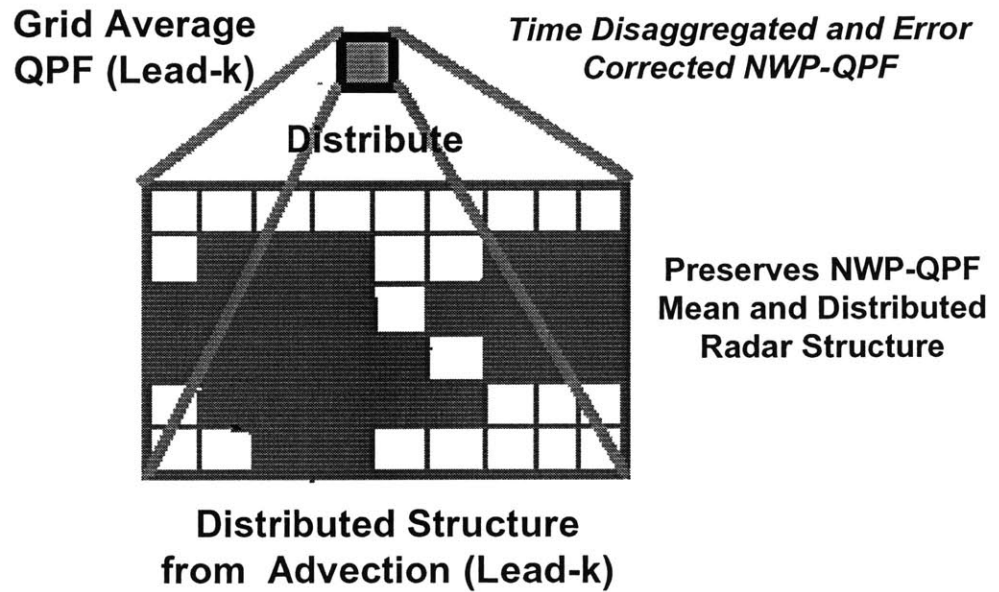 Grid Average
QPF (Lead-k)
Time Disaggregated and Error
Corrected NWP-QPF
Distribute
Preserves NWP-QPF
Mean and Distributed
Radar Structure
Distributed Structure
from Advection (Lead-k)